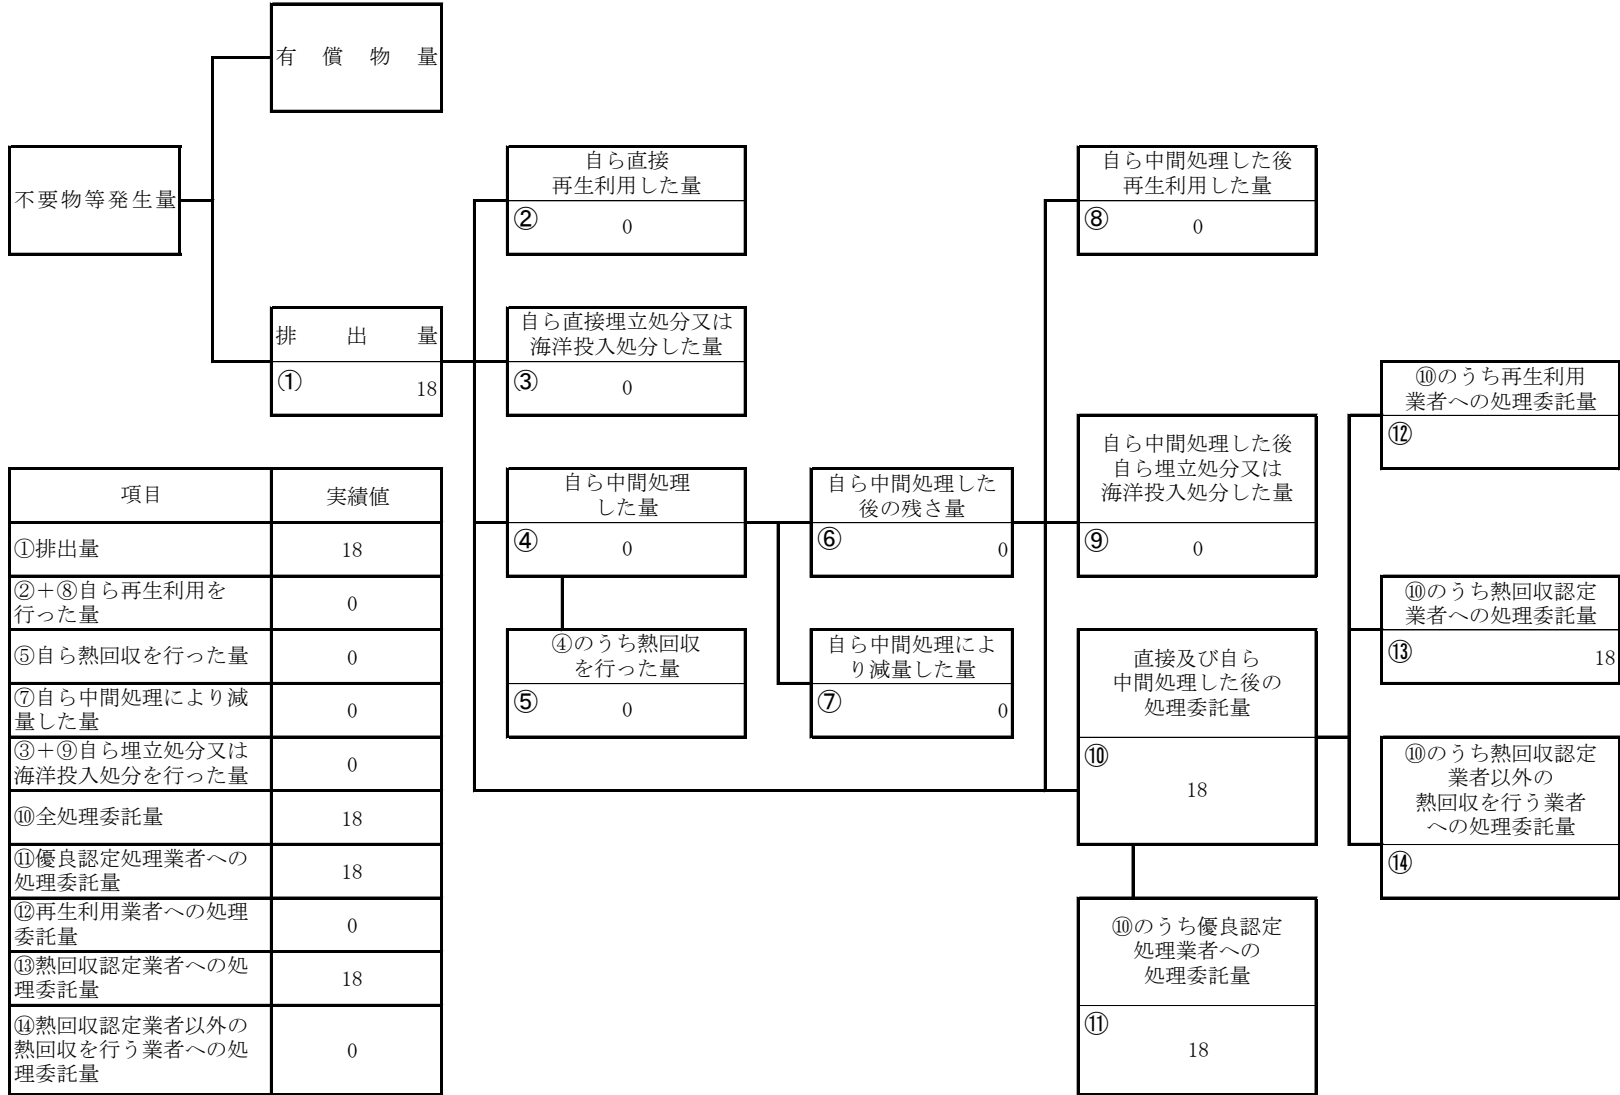 有償物量
不要物等発生量
排出量
① 18
自ら直接
再生利用した量
② 0
自ら直接埋立処分又は
海洋投入処分した量
③ 0
自ら中間処理
した量
④ 0
④のうち熱回収
を行った量
⑤ 0
自ら中間処理した
後の残さ量
⑥ 0
自ら中間処理によ
り減量した量
⑦ 0
自ら中間処理した後
再生利用した量
⑧ 0
自ら中間処理した後
自ら埋立処分又は
海洋投入処分した量
⑨ 0
直接及び自ら
中間処理した後の
処理委託量
⑩
18
⑩のうち優良認定
処理業者への
処理委託量
⑪
18
⑩のうち再生利用
業者への処理委託量
⑫
⑩のうち熱回収認定
業者への処理委託量
⑬ 18
⑩のうち熱回収認定
業者以外の
熱回収を行う業者
への処理委託量
⑭
項目 実績値
①排出量 18
②＋⑧自ら再生利用を
行った量 0
⑤自ら熱回収を行った量 0
⑦自ら中間処理により減
量した量 0
③＋⑨自ら埋立処分又は
海洋投入処分を行った量 0
⑩全処理委託量 18
⑪優良認定処理業者への
処理委託量 18
⑫再生利用業者への処理
委託量 0
⑬熱回収認定業者への処
理委託量 18
⑭熱回収認定業者以外の
熱回収を行う業者への処
理委託量 0